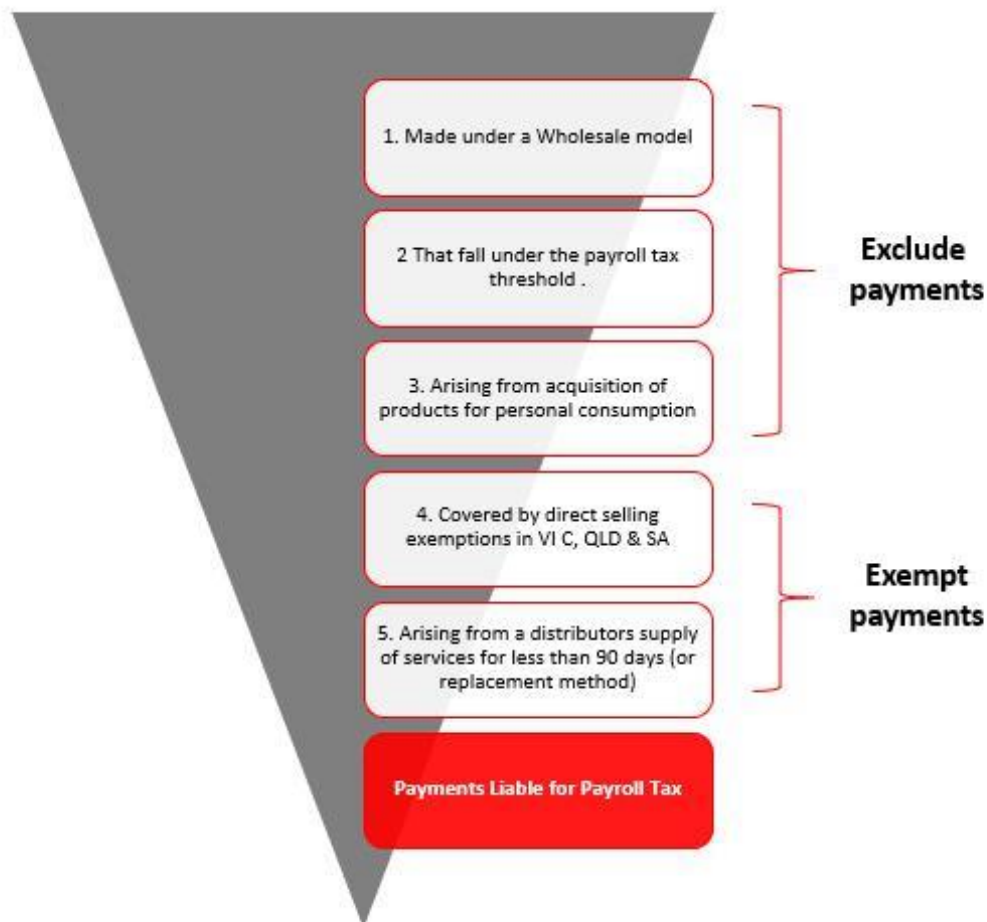 1. Made under a Wholesale model
2 That fall under the payroll tax
threshold .
3. Arising from acquisition of
products for personal consumption
Exclude
payments
4. Covered by direct selling
exemptions in VI C, QLD & SA
5. Arising from a distributors supply
of services for less than 90 days (or
replacement method)
Exempt
payments
Payments Liable for Payroll Tax